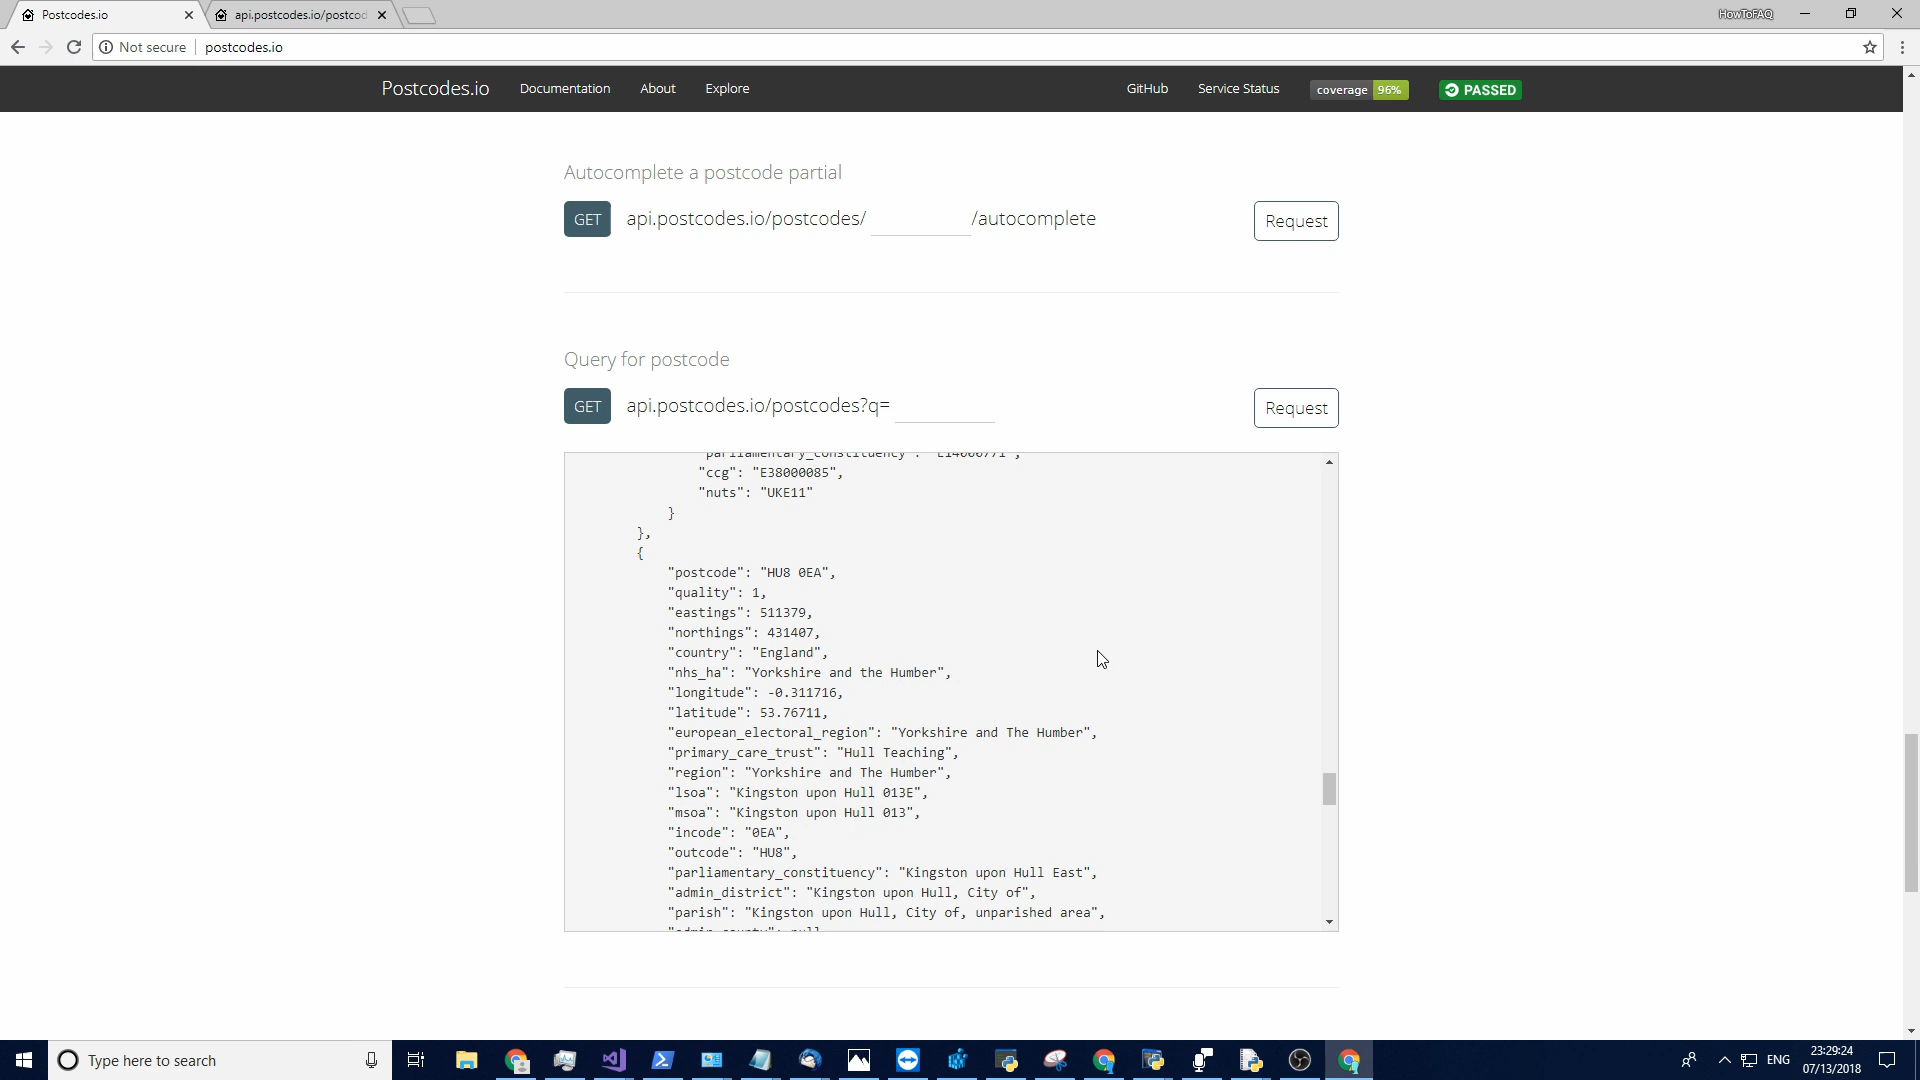 Postcodes.io
api.postcodes.io/postcod
HowToFAQ
Not secure
postcodes.io
Postcodes.io
Documentation
About
Explore
GitHub
Service Status
coverage 96%
PASSED
Autocomplete a postcode partial
GET
api.postcodes.io/postcodes/
/autocomplete
Request
Query for postcode
GET
api.postcodes.io/postcodes?q=
Request
"parliamentary_constituency": "E14000771",
"ccg": "E38000085",
"nuts": "UKE11"
}
},
{
"postcode": "HU8 0EA",
"quality": 1,
"eastings": 511379,
"northings": 431407,
"country": "England",
"nhs_ha": "Yorkshire and the Humber",
"longitude": -0.311716,
"latitude": 53.76711,
"european_electoral_region": "Yorkshire and The Humber",
"primary_care_trust": "Hull Teaching",
"region": "Yorkshire and The Humber",
"lsoa": "Kingston upon Hull 013E",
"msoa": "Kingston upon Hull 013",
"incode": "0EA",
"outcode": "HU8",
"parliamentary_constituency": "Kingston upon Hull East",
"admin_district": "Kingston upon Hull, City of",
"parish": "Kingston upon Hull, City of, unparished area",
"admin_county": null
Type here to search
ENG
23:29:24
07/13/2018